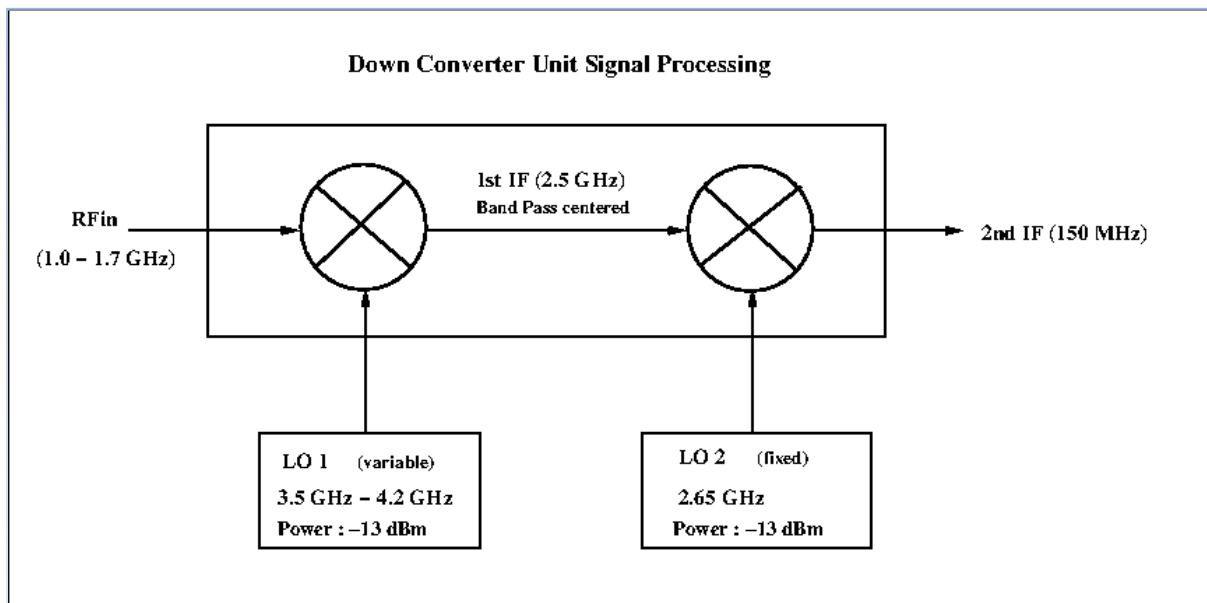 Down Converter Unit Signal Processing
RFin
(1.0 – 1.7 GHz)
1st IF (2.5 GHz)
Band Pass centered
2nd IF (150 MHz)
LO 1 (variable)
3.5 GHz – 4.2 GHz
Power : –13 dBm
LO 2 (fixed)
2.65 GHz
Power : –13 dBm